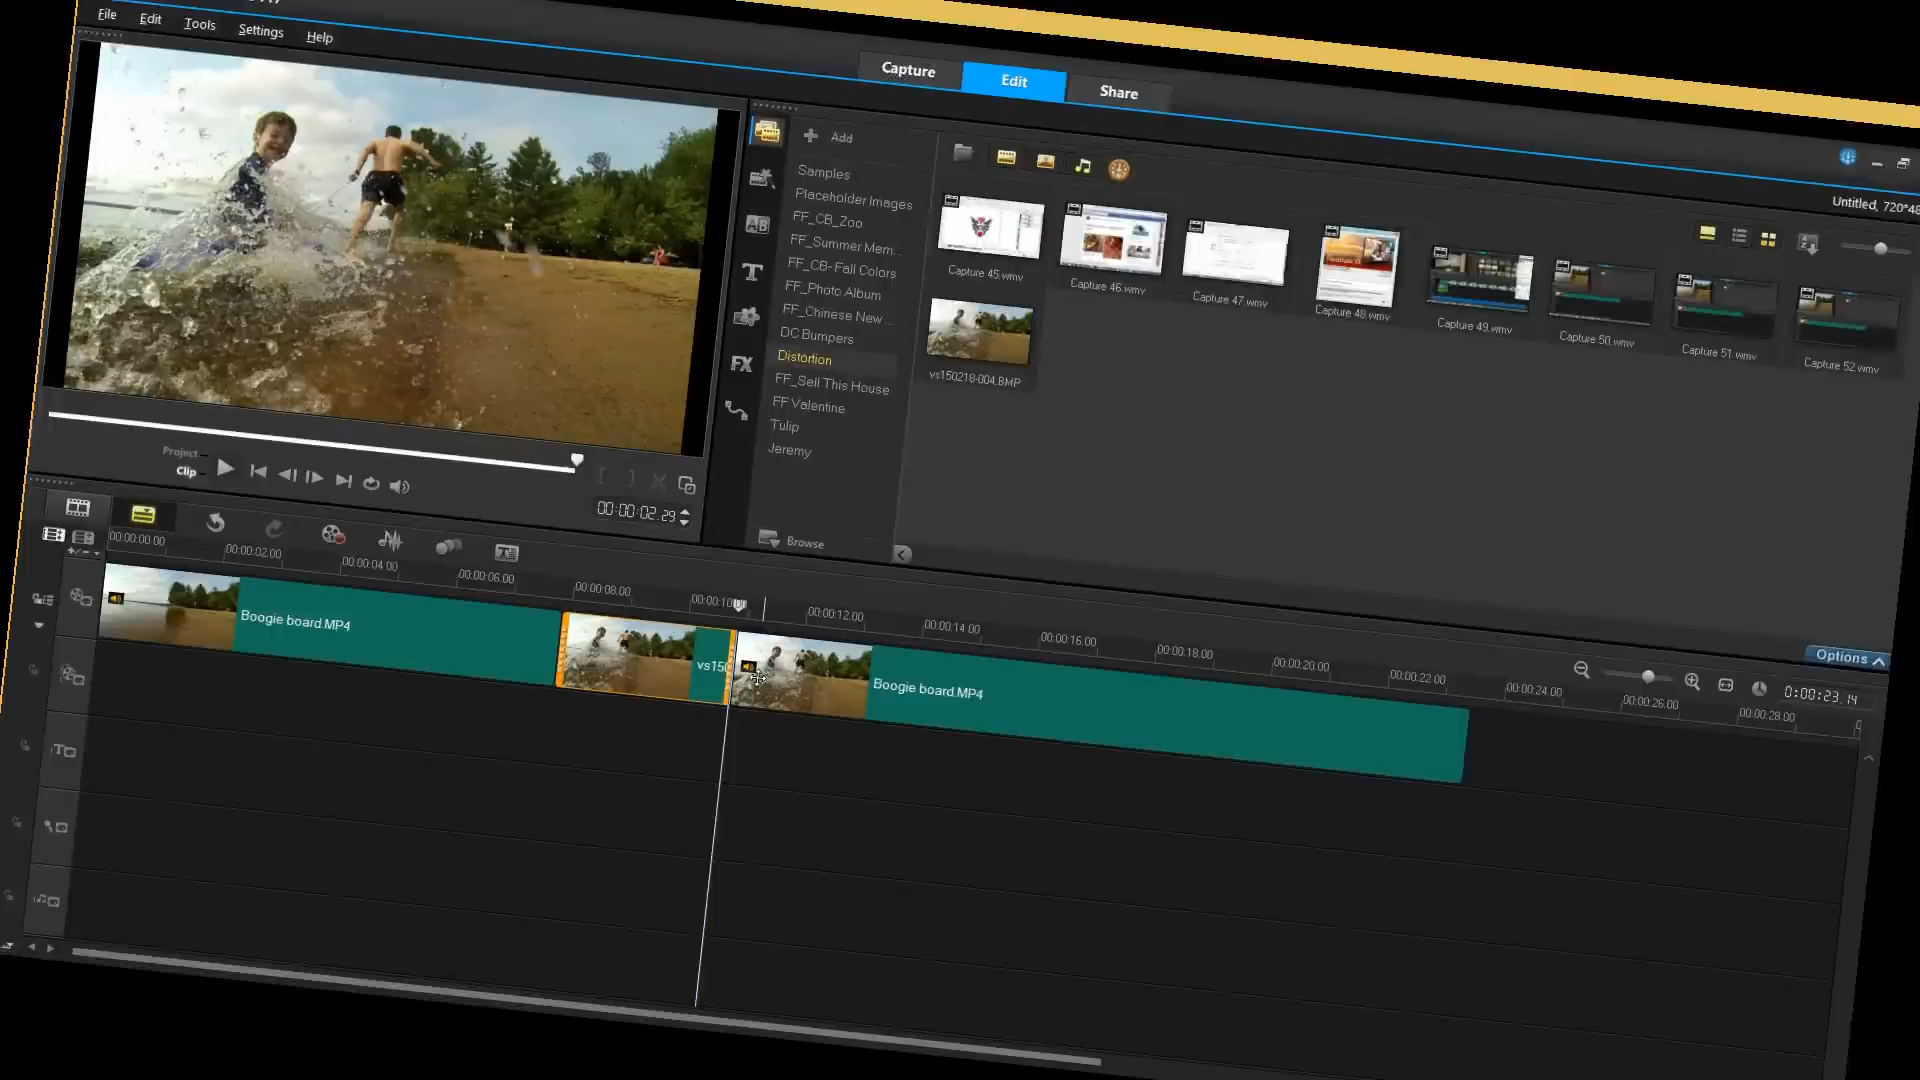 File Edit Tools Settings Help
Capture Edit Share
Untitled, 720*48
Add
Samples
Placeholder Images
FF_CB_Zoo
FF_Summer Mem...
FF_CB- Fall Colors
FF_Photo Album
FF_Chinese New ...
DC Bumpers
Distortion
FF_Sell This House
FF Valentine
Tulip
Jeremy
Browse
AB
T
FX
Capture 45.wmv
Capture 46.wmv
Capture 47.wmv
Capture 48.wmv
Capture 49.wmv
Capture 50.wmv
Capture 51.wmv
Capture 52.wmv
vs150218-004.BMP
Project
Clip
00:00:02.29
Options
0:00:23.14
00:00:00.00
00:00:02.00
00:00:04.00
00:00:06.00
00:00:08.00
00:00:10
00:00:12.00
00:00:14.00
00:00:16.00
00:00:18.00
00:00:20.00
00:00:22.00
00:00:24.00
00:00:26.00
00:00:28.00
Boogie board.MP4
vs150
Boogie board.MP4